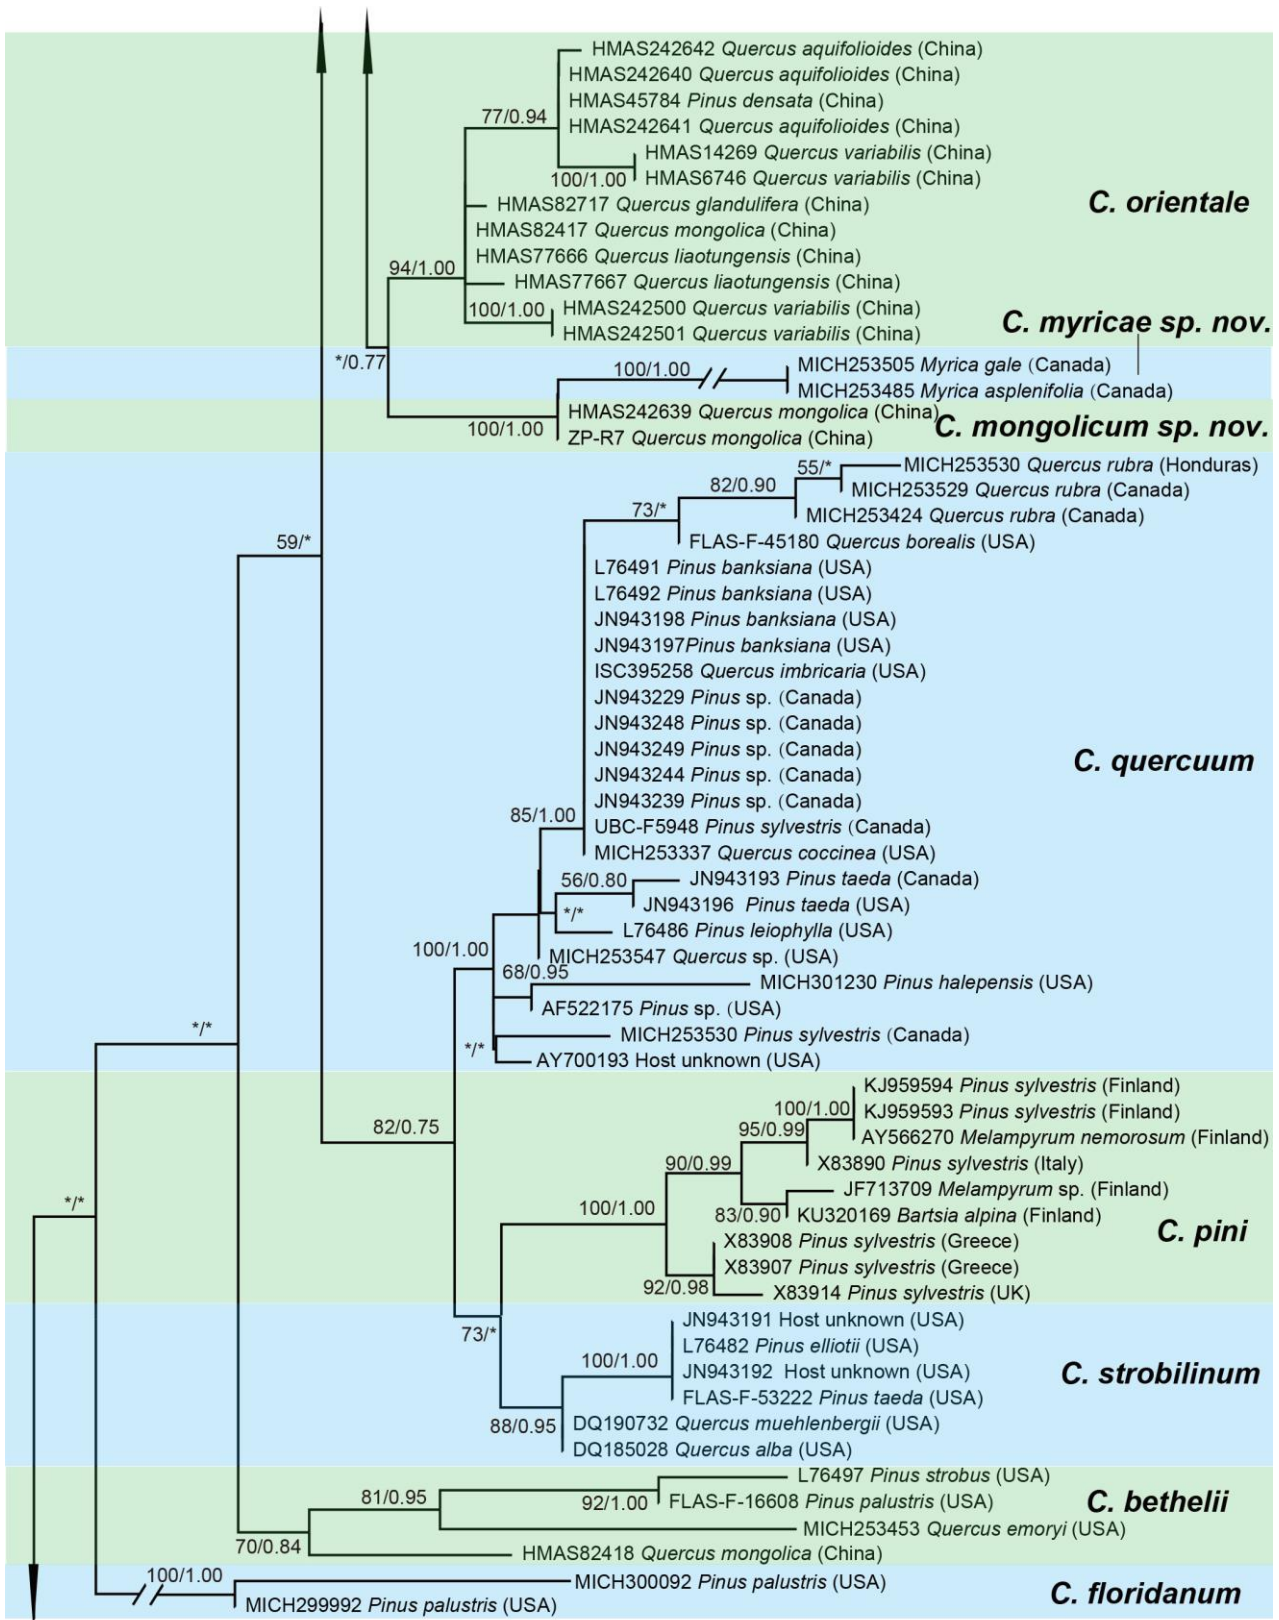 HMAS242642 Quercus aquifolioides (China)
HMAS242640 Quercus aquifolioides (China)
HMAS45784 Pinus densata (China)
77/0.94
HMAS242641 Quercus aquifolioides (China)
HMAS14269 Quercus variabilis (China)
100/1.00
HMAS6746 Quercus variabilis (China)
HMAS82717 Quercus glandulifera (China)
C. orientale
HMAS82417 Quercus mongolica (China)
HMAS77666 Quercus liaotungensis (China)
94/1.00
HMAS77667 Quercus liaotungensis (China)
100/1.00
HMAS242500 Quercus variabilis (China)
C. myricae sp. nov.
HMAS242501 Quercus variabilis (China)
*/0.77
100/1.00
MICH253505 Myrica gale (Canada)
MICH253485 Myrica asplenifolia (Canada)
HMAS242639 Quercus mongolica (China)
100/1.00
ZP-R7 Quercus mongolica (China)
C. mongolicum sp. nov.
55/*
MICH253530 Quercus rubra (Honduras)
82/0.90
MICH253529 Quercus rubra (Canada)
73/*
MICH253424 Quercus rubra (Canada)
59/*
FLAS-F-45180 Quercus borealis (USA)
L76491 Pinus banksiana (USA)
L76492 Pinus banksiana (USA)
JN943198 Pinus banksiana (USA)
JN943197Pinus banksiana (USA)
ISC395258 Quercus imbricaria (USA)
JN943229 Pinus sp. (Canada)
JN943248 Pinus sp. (Canada)
JN943249 Pinus sp. (Canada)
C. quercuum
JN943244 Pinus sp. (Canada)
JN943239 Pinus sp. (Canada)
85/1.00
UBC-F5948 Pinus sylvestris (Canada)
MICH253337 Quercus coccinea (USA)
56/0.80
JN943193 Pinus taeda (Canada)
*/*
JN943196 Pinus taeda (USA)
L76486 Pinus leiophylla (USA)
100/1.00
MICH253547 Quercus sp. (USA)
68/0.95
MICH301230 Pinus halepensis (USA)
AF522175 Pinus sp. (USA)
*/*
MICH253530 Pinus sylvestris (Canada)
*/*
AY700193 Host unknown (USA)
KJ959594 Pinus sylvestris (Finland)
100/1.00
KJ959593 Pinus sylvestris (Finland)
82/0.75
95/0.99
AY566270 Melampyrum nemorosum (Finland)
90/0.99
X83890 Pinus sylvestris (Italy)
*/*
JF713709 Melampyrum sp. (Finland)
100/1.00
83/0.90
KU320169 Bartsia alpina (Finland)
C. pini
X83908 Pinus sylvestris (Greece)
X83907 Pinus sylvestris (Greece)
92/0.98
X83914 Pinus sylvestris (UK)
73/*
JN943191 Host unknown (USA)
L76482 Pinus elliotii (USA)
100/1.00
JN943192 Host unknown (USA)
C. strobilinum
FLAS-F-53222 Pinus taeda (USA)
88/0.95
DQ190732 Quercus muehlenbergii (USA)
DQ185028 Quercus alba (USA)
L76497 Pinus strobus (USA)
81/0.95
92/1.00
FLAS-F-16608 Pinus palustris (USA)
C. bethelii
MICH253453 Quercus emoryi (USA)
70/0.84
HMAS82418 Quercus mongolica (China)
100/1.00
MICH300092 Pinus palustris (USA)
C. floridanum
MICH299992 Pinus palustris (USA)